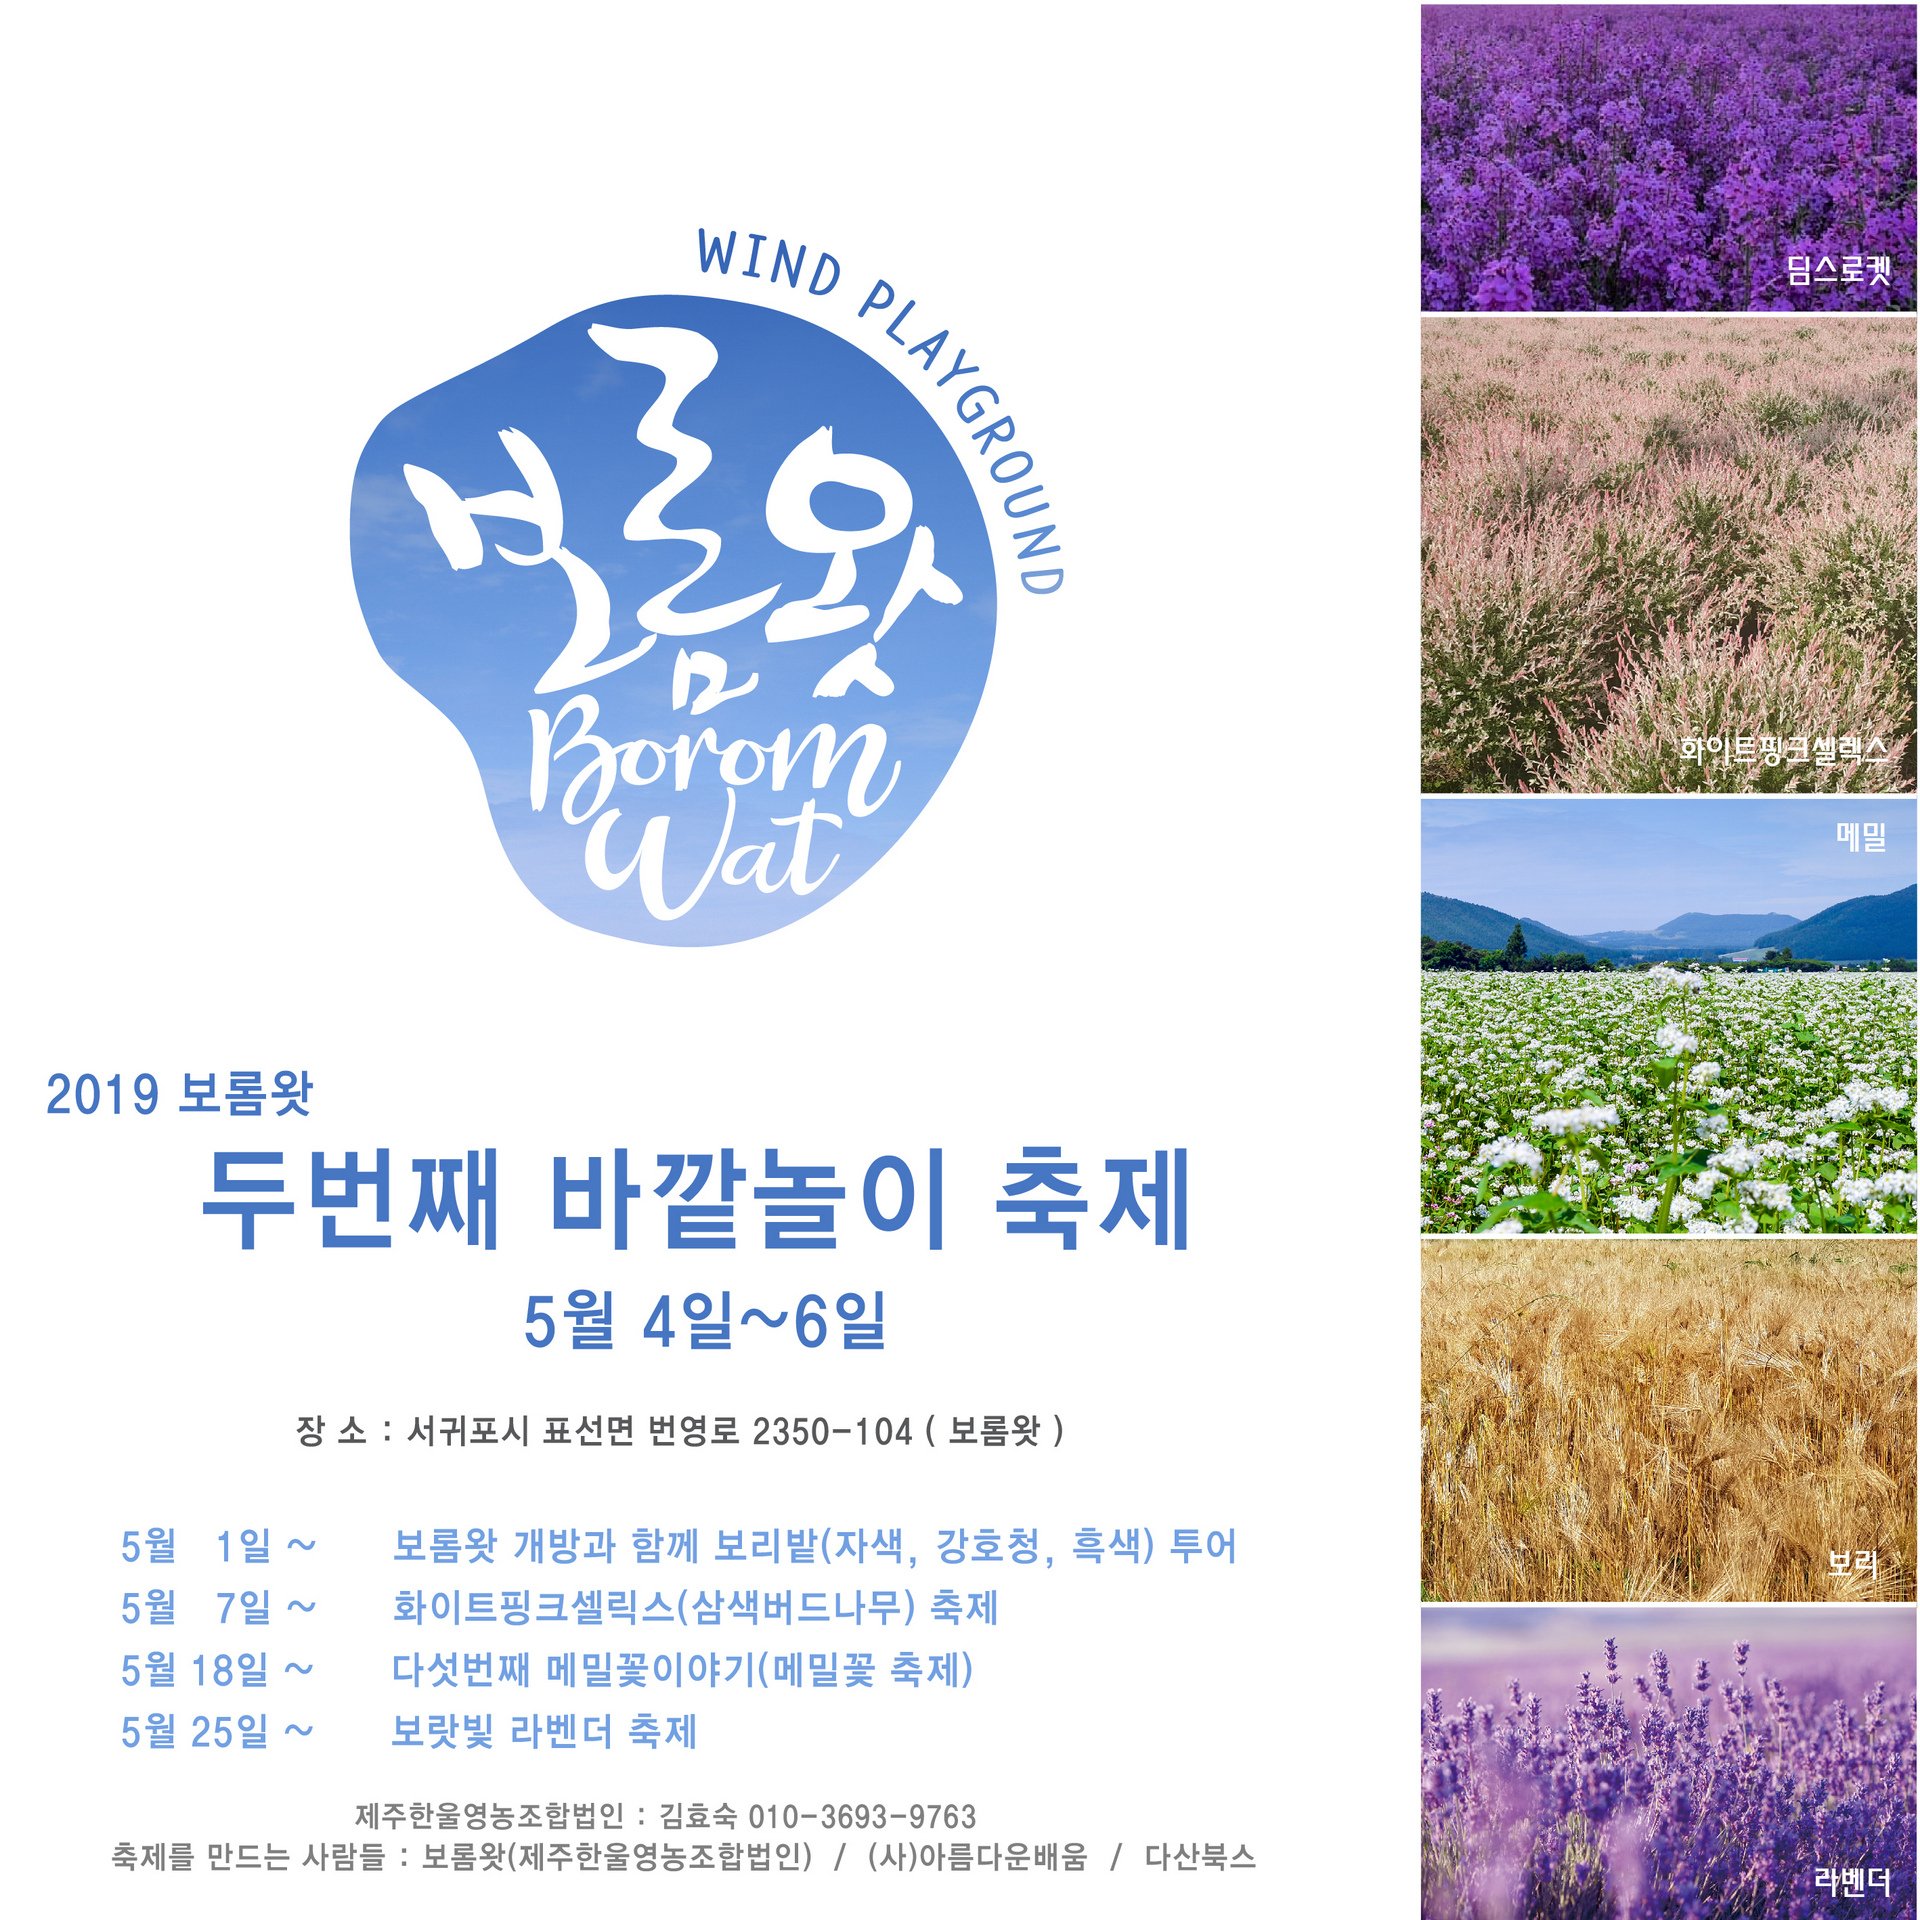 WIND PLAYGROUND
보롬왓
Borom
Wat
2019 보롬왓
두번째 바깥놀이 축제
5월 4일~6일
장 소 : 서귀포시 표선면 번영로 2350-104 ( 보롬왓 )
5월 1일 ~ 보롬왓 개방과 함께 보리밭(자색, 강호청, 흑색) 투어
5월 7일 ~ 화이트핑크셀릭스(삼색버드나무) 축제
5월 18일 ~ 다섯번째 메밀꽃이야기(메밀꽃 축제)
5월 25일 ~ 보랏빛 라벤더 축제
제주한울영농조합법인 : 김효숙 010-3693-9763
축제를 만드는 사람들 : 보롬왓(제주한울영농조합법인) / (사)아름다운배움 / 다산북스
딤스로켓
화이트핑크셀렉스
메밀
보리
라벤더